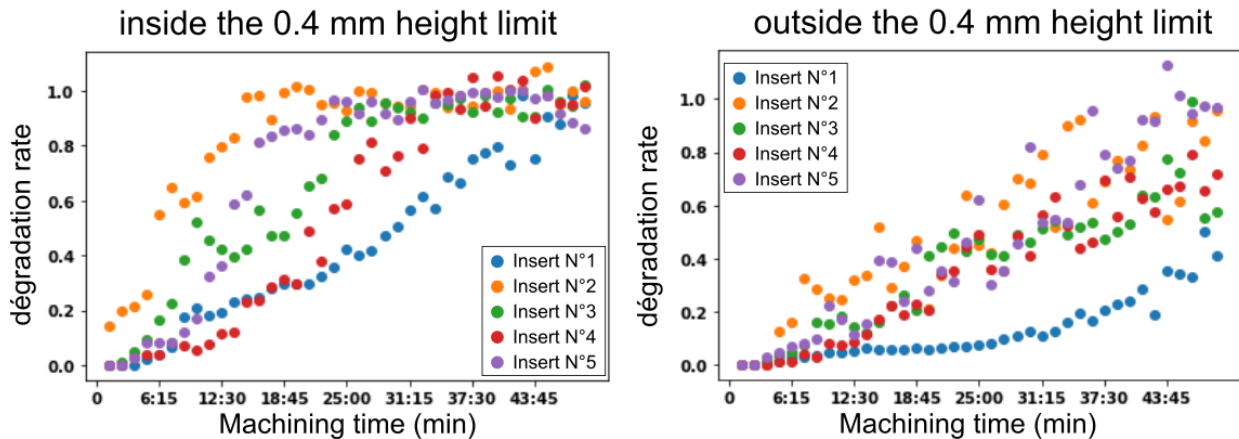 inside the 0.4 mm height limit
dégradation rate
1.0
0.8
0.6
0.4
0.2
0.0
Insert N°1
Insert N°2
Insert N°3
Insert N°4
Insert N°5
0 6:15 12:30 18:45 25:00 31:15 37:30 43:45
Machining time (min)
outside the 0.4 mm height limit
dégradation rate
1.0
0.8
0.6
0.4
0.2
0.0
Insert N°1
Insert N°2
Insert N°3
Insert N°4
Insert N°5
0 6:15 12:30 18:45 25:00 31:15 37:30 43:45
Machining time (min)